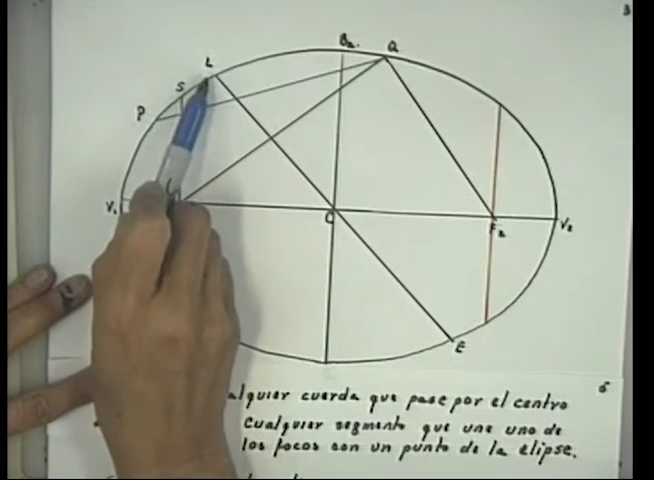 3
B₂.
Q
L
S
P
V₁
C
F₂
V₂
E
5
alquier cuerda que pase por el centro
Cualquier segmento que une uno de
los focos con un punto de la elipse.